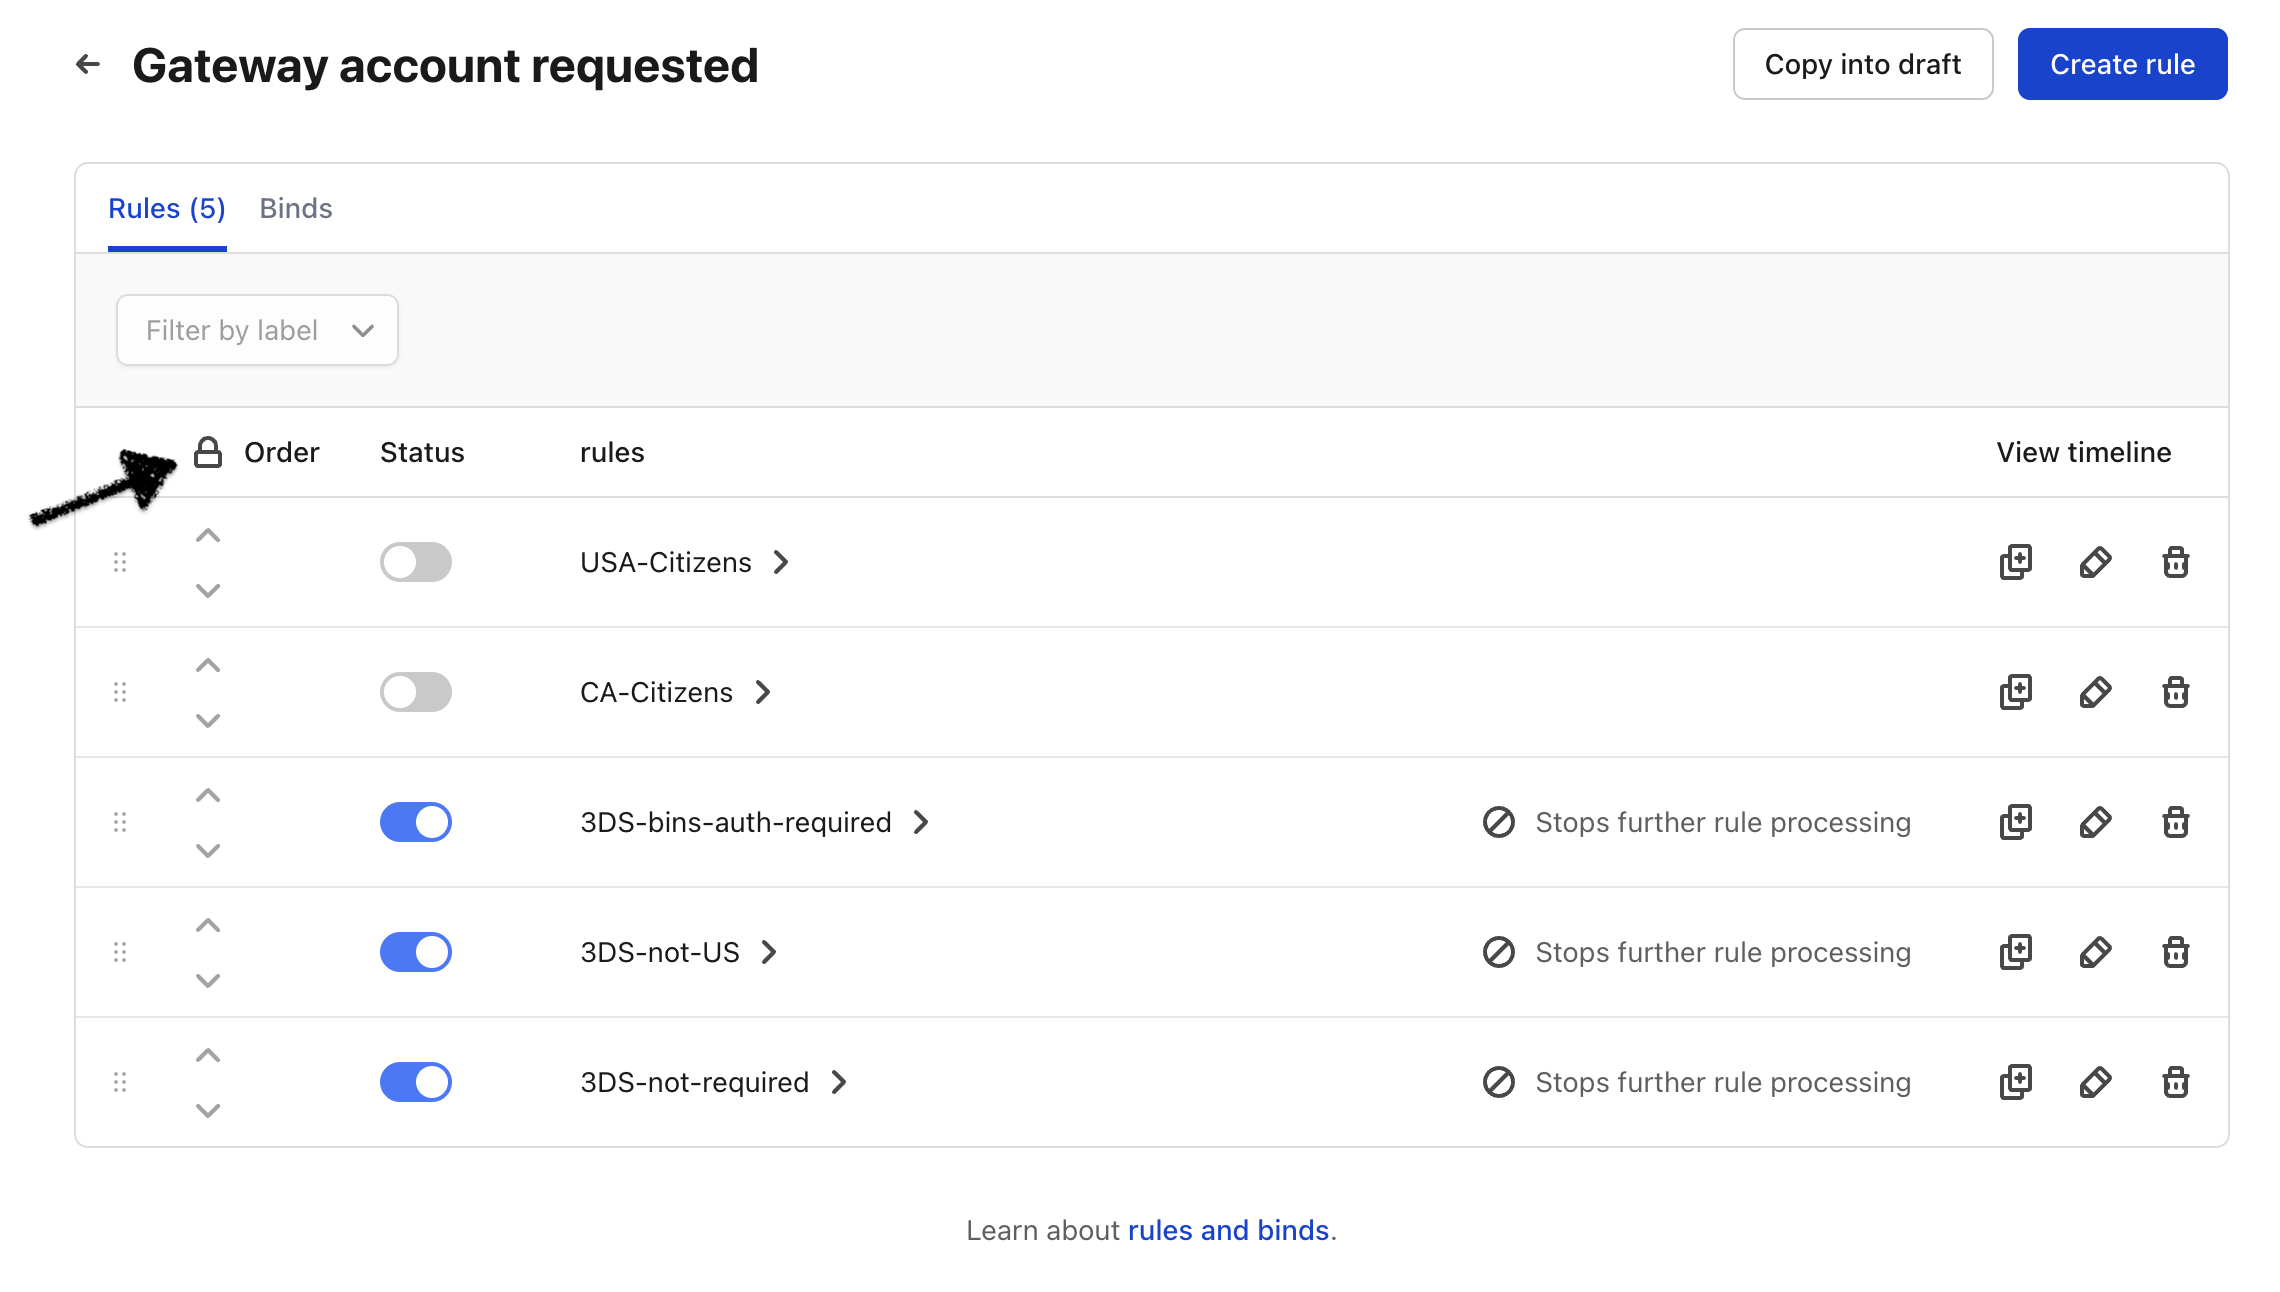 Gateway account requested
Copy into draft
Create rule
Rules (5)
Binds
Filter by label
Order
Status
rules
View timeline
USA-Citizens
CA-Citizens
3DS-bins-auth-required
Stops further rule processing
3DS-not-US
Stops further rule processing
3DS-not-required
Stops further rule processing
Learn about rules and binds.